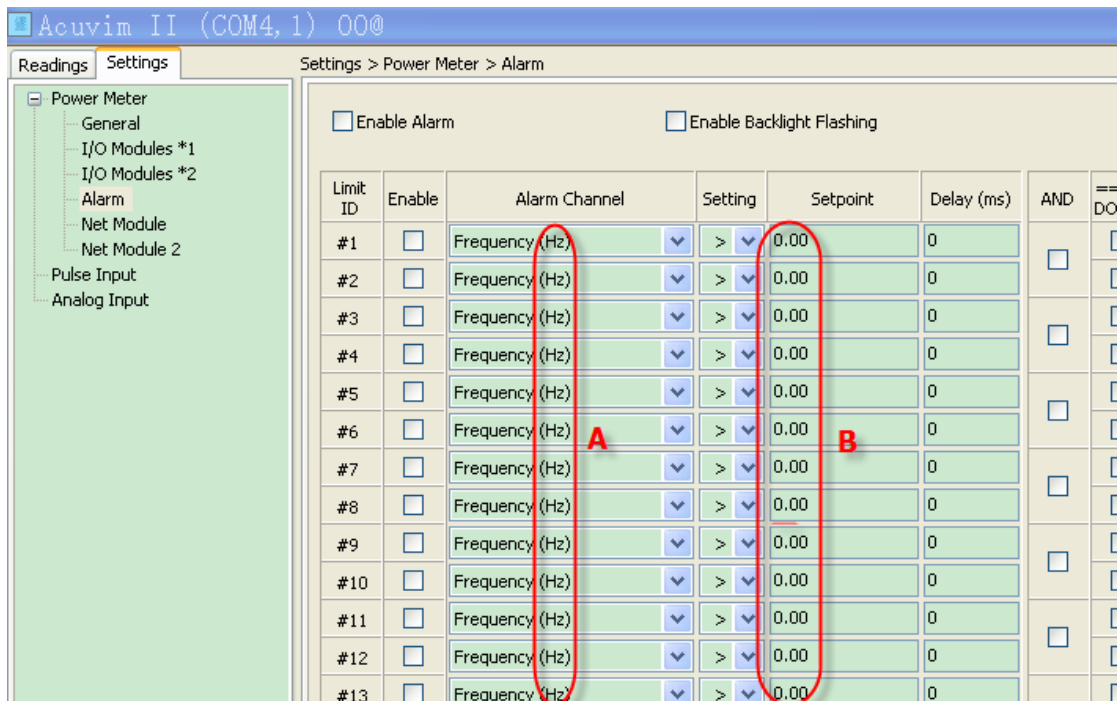 Acuvim II (COM4, 1) 00@
Readings Settings
Settings > Power Meter > Alarm
Power Meter
General
I/O Modules *1
I/O Modules *2
Alarm
Net Module
Net Module 2
Pulse Input
Analog Input
Enable Alarm Enable Backlight Flashing
Limit ID Enable Alarm Channel Setting Setpoint Delay (ms) AND
#1 Frequency (Hz) > 0.00 0
#2 Frequency (Hz) > 0.00 0
#3 Frequency (Hz) > 0.00 0
#4 Frequency (Hz) > 0.00 0
#5 Frequency (Hz) > 0.00 0
#6 Frequency (Hz) > 0.00 0
A B
#7 Frequency (Hz) > 0.00 0
#8 Frequency (Hz) > 0.00 0
#9 Frequency (Hz) > 0.00 0
#10 Frequency (Hz) > 0.00 0
#11 Frequency (Hz) > 0.00 0
#12 Frequency (Hz) > 0.00 0
#13 Frequency (Hz) > 0.00 0